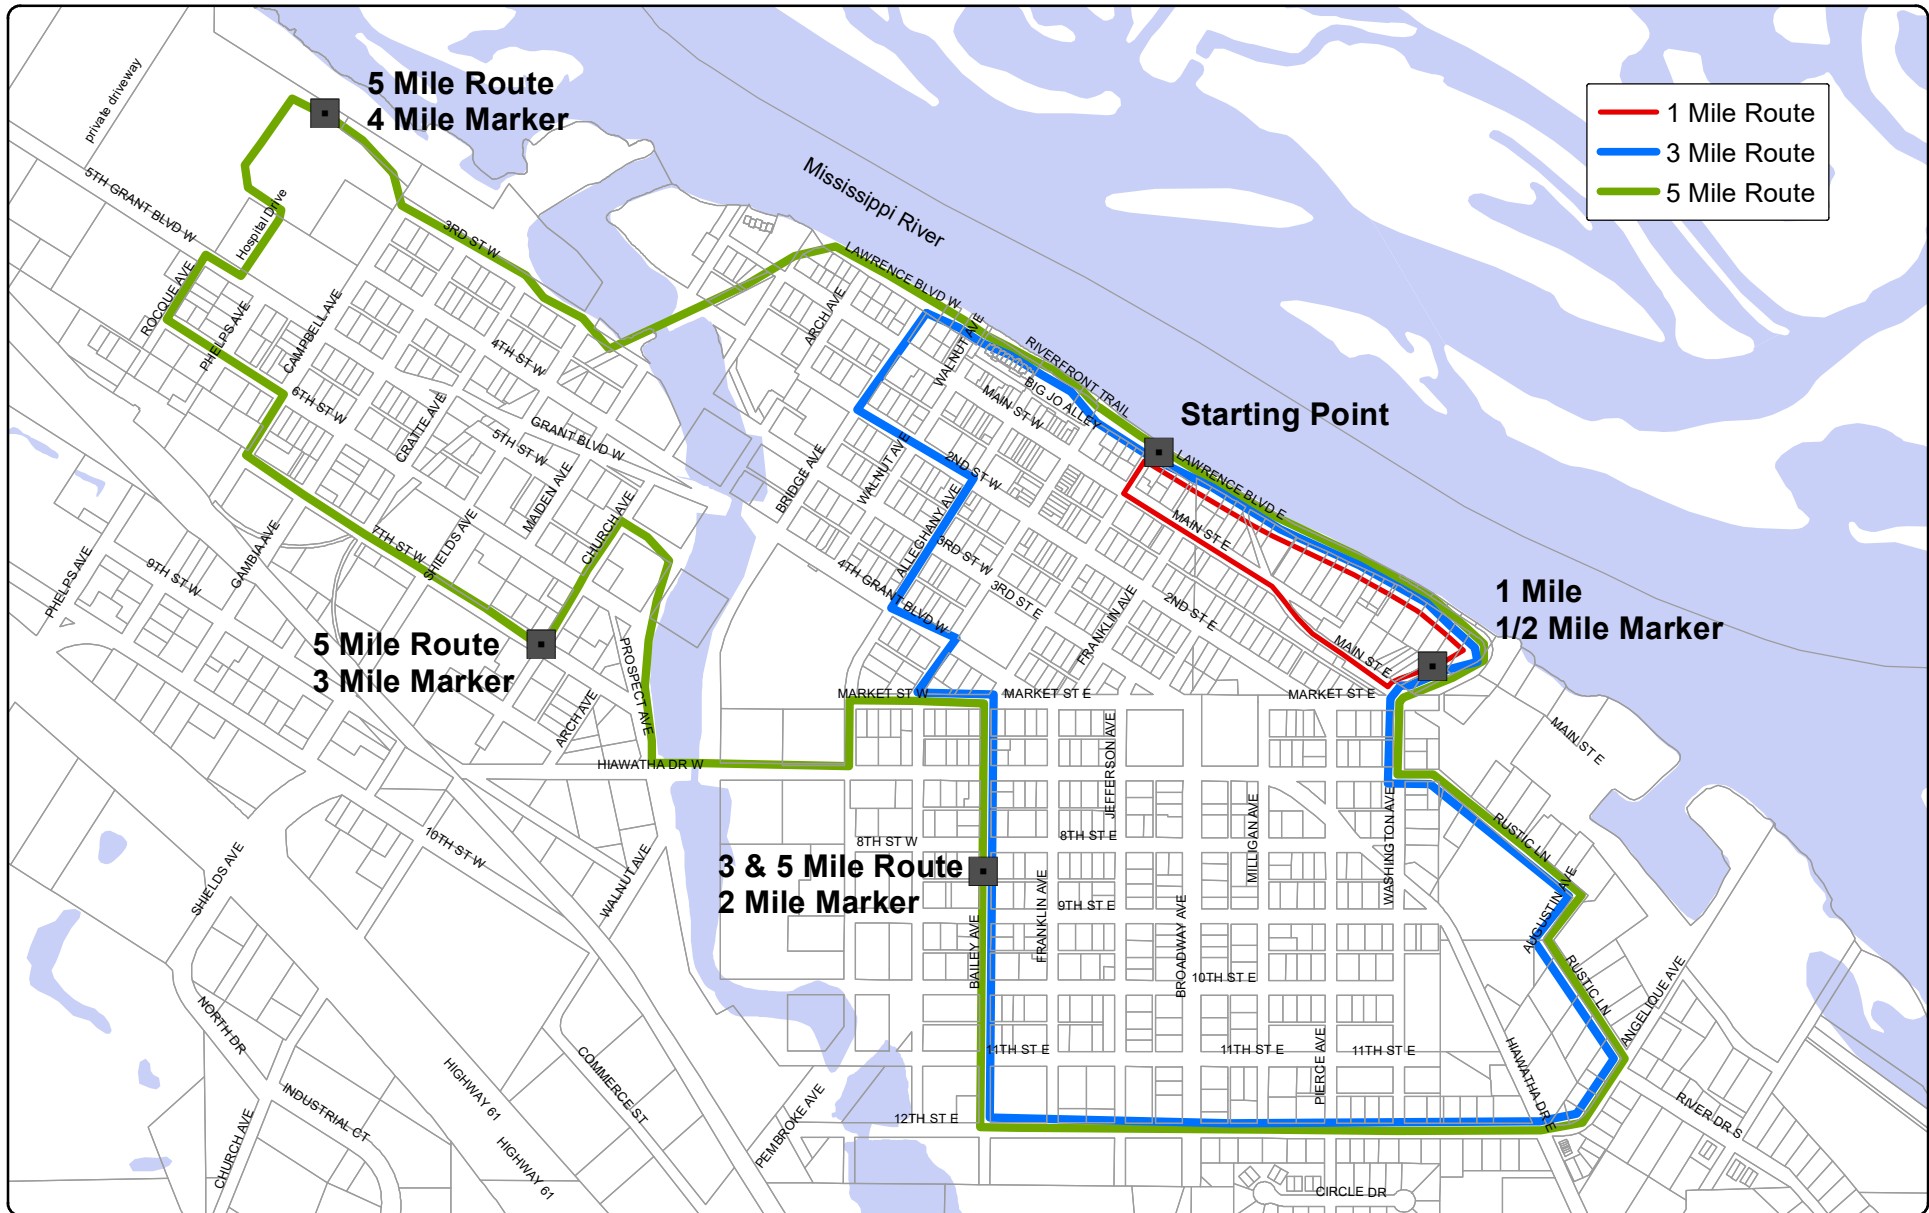 private driveway
5 Mile Route
4 Mile Marker
1 Mile Route
3 Mile Route
5 Mile Route
Mississippi River
5TH GRANT BLVD W
Hospital Drive
3RD ST W
LAWRENCE BLVD W
ROCQUE AVE
PHELPS AVE
CAMPBELL AVE
ARCH AVE
WALNUT AVE
RIVERFRONT TRAIL
BIG JO ALLEY
MAIN ST W
4TH ST W
6TH ST W
CRATTE AVE
GRANT BLVD W
5TH ST W
Starting Point
LAWRENCE BLVD E
MAIN ST E
2ND ST W
WALNUT AVE
BRIDGE AVE
MAIDEN AVE
CHURCH AVE
7TH ST W
SHIELDS AVE
GAMBIA AVE
PHELPS AVE
9TH ST W
ALLEGHANY AVE
3RD ST W
4TH GRANT BLVD W
3RD ST E
FRANKLIN AVE
2ND ST E
1 Mile
1/2 Mile Marker
MAIN ST E
5 Mile Route
3 Mile Marker
PROSPECT AVE
ARCH AVE
MARKET ST W
MARKET ST E
MARKET ST E
MAIN ST E
HIAWATHA DR W
JEFFERSON AVE
MILLIGAN AVE
WASHINGTON AVE
RUSTIC LN
10TH ST W
8TH ST W
8TH ST E
3 & 5 Mile Route
2 Mile Marker
SHIELDS AVE
WALNUT AVE
FRANKLIN AVE
9TH ST E
BROADWAY AVE
AUGUSTIN AVE
BAILEY AVE
10TH ST E
RUSTIC LN
ANGELIQUE AVE
NORTH DR
11TH ST E
11TH ST E
11TH ST E
PIERCE AVE
HIAWATHA DR E
HIGHWAY 61
COMMERCE ST
INDUSTRIAL CT
PEMBROKE AVE
12TH ST E
RIVER DR S
CHURCH AVE
HIGHWAY 61
CIRCLE DR